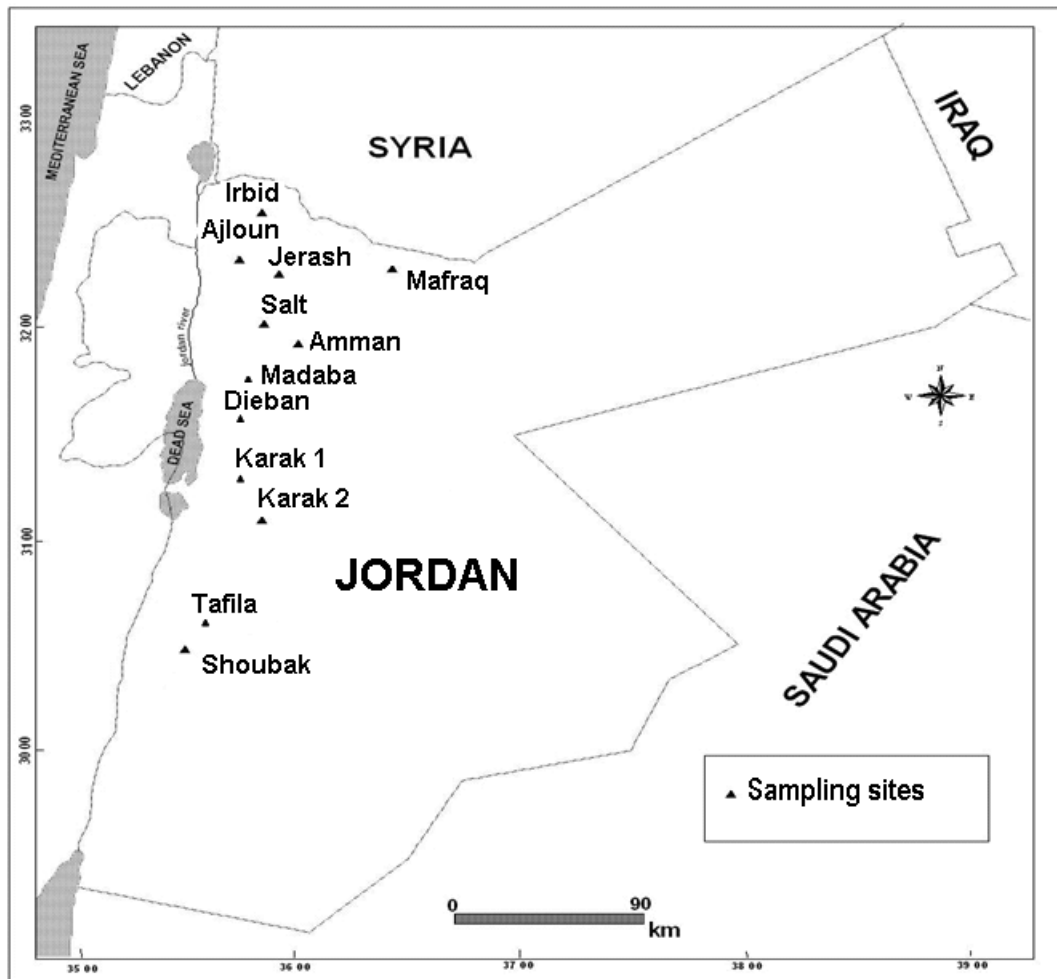 MEDITERRANEAN SEA
LEBANON
SYRIA
IRAQ
33 00
Irbid
Ajloun
Jerash
Mafraq
Salt
jordan river
32 00
Amman
Madaba
Dieban
DEAD SEA
N
W
E
S
Karak 1
Karak 2
31 00
JORDAN
SAUDI ARABIA
Tafila
Shoubak
30 00
Sampling sites
0
90
km
35 00
36 00
37 00
38 00
39 00